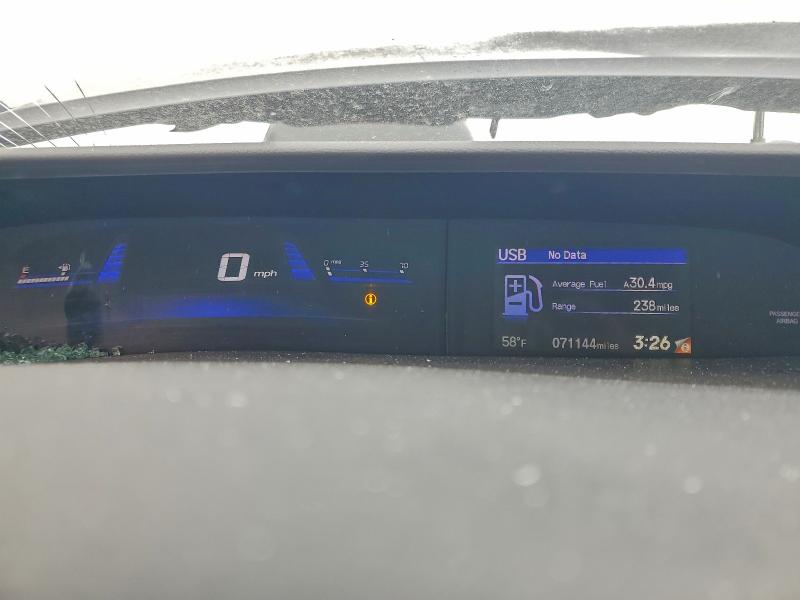 E
0 mph
0 mpg 35 70
USB No Data
Average Fuel A30.4mpg
Range 238miles
58°F 071144miles 3:26
PASSENGE
AIRBAG